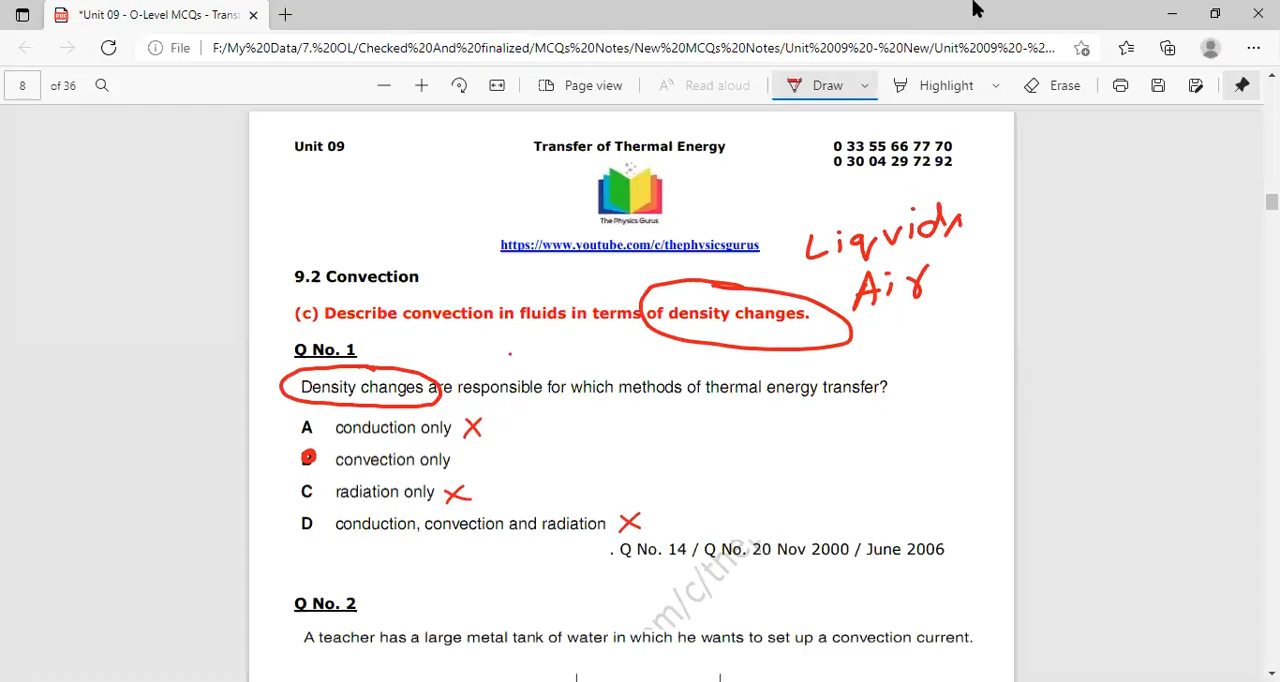 *Unit 09 - O-Level MCQs - Transi
File
F:/My%20Data/7.%20OL/Checked%20And%20finalized/MCQs%20Notes/New%20MCQs%20Notes/Unit%2009%20-%20New/Unit%2009%20-%...
8 of 36
Page view
Read aloud
Draw
Highlight
Erase
Unit 09
Transfer of Thermal Energy
0 33 55 66 77 70
0 30 04 29 72 92
The Physics Gurus
https://www.youtube.com/c/thephysicsgurus
Liquids
Air
9.2 Convection
(c) Describe convection in fluids in terms of density changes.
Q No. 1
Density changes are responsible for which methods of thermal energy transfer?
A conduction only
convection only
C radiation only
D conduction, convection and radiation
. Q No. 14 / Q No. 20 Nov 2000 / June 2006
om/c/the
Q No. 2
A teacher has a large metal tank of water in which he wants to set up a convection current.